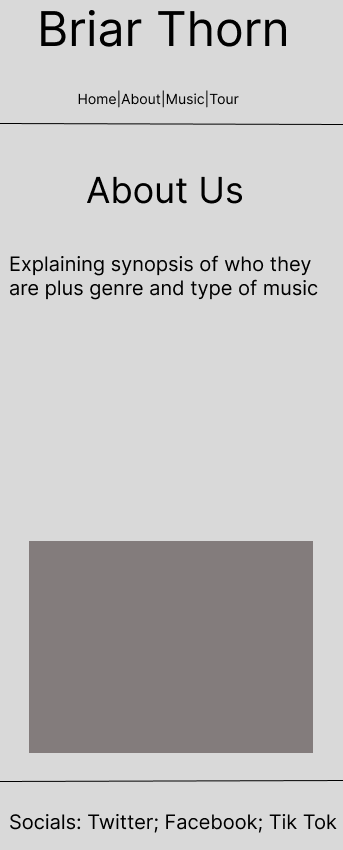 Briar Thorn
Home|About|Music|Tour
About Us
Explaining synopsis of who they
are plus genre and type of music
Socials: Twitter; Facebook; Tik Tok